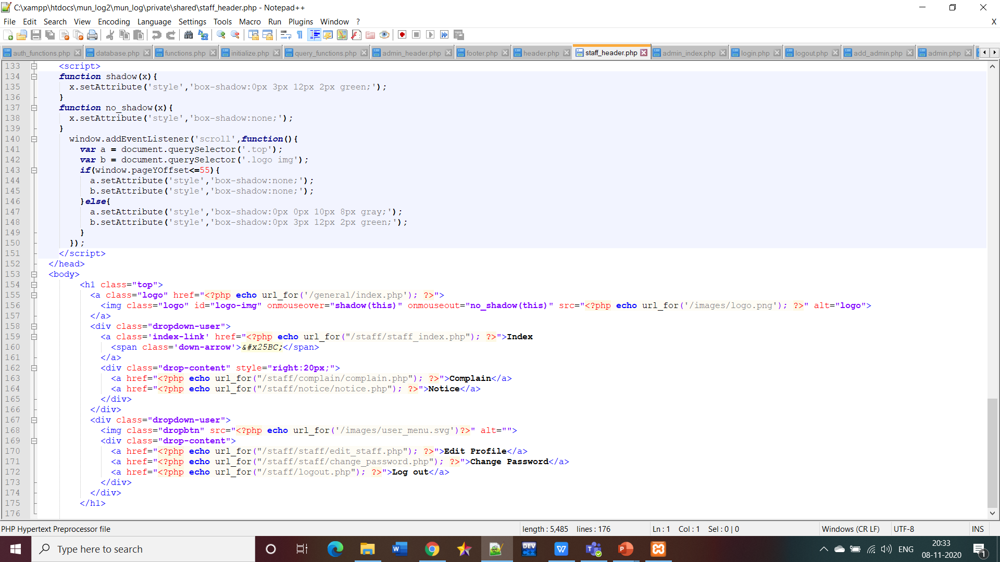 C:\xampp\htdocs\mun_log2\mun_log\private\shared\staff_header.php - Notepad++
File Edit Search View Encoding Language Settings Tools Macro Run Plugins Window ? X
auth_functions.php database.php functions.php initialize.php query_functions.php admin_header.php footer.php header.php staff_header.php admin_index.php login.php logout.php add_admin.php admin.php
133 <script>
134 function shadow(x){
135 x.setAttribute('style','box-shadow:0px 3px 12px 2px green;');
136 }
137 function no_shadow(x){
138 x.setAttribute('style','box-shadow:none;');
139 }
140 window.addEventListener('scroll',function(){
141 var a = document.querySelector('.top');
142 var b = document.querySelector('.logo img');
143 if(window.pageYOffset<=55){
144 a.setAttribute('style','box-shadow:none;');
145 b.setAttribute('style','box-shadow:none;');
146 }else{
147 a.setAttribute('style','box-shadow:0px 0px 10px 8px gray;');
148 b.setAttribute('style','box-shadow:0px 3px 12px 2px green;');
149 }
150 });
151 </script>
152 </head>
153 <body>
154 <h1 class="top">
155 <a class="logo" href="<?php echo url_for('/general/index.php'); ?>">
156 <img class="logo" id="logo-img" onmouseover="shadow(this)" onmouseout="no_shadow(this)" src="<?php echo url_for('/images/logo.png'); ?>" alt="logo">
157 </a>
158 <div class="dropdown-user">
159 <a class='index-link' href="<?php echo url_for("/staff/staff_index.php"); ?>">Index
160 <span class='down-arrow'>&#x25BC;</span>
161 </a>
162 <div class="drop-content" style="right:20px;">
163 <a href="<?php echo url_for("/staff/complain/complain.php"); ?>">Complain</a>
164 <a href="<?php echo url_for("/staff/notice/notice.php"); ?>">Notice</a>
165 </div>
166 </div>
167 <div class="dropdown-user">
168 <img class="dropbtn" src="<?php echo url_for('/images/user_menu.svg')?>" alt="">
169 <div class="drop-content">
170 <a href="<?php echo url_for("/staff/staff/edit_staff.php"); ?>">Edit Profile</a>
171 <a href="<?php echo url_for("/staff/staff/change_password.php"); ?>">Change Password</a>
172 <a href="<?php echo url_for("/staff/logout.php"); ?>">Log out</a>
173 </div>
174 </div>
175 </h1>
176
PHP Hypertext Preprocessor file length : 5,485 lines : 176 Ln : 1 Col : 1 Sel : 0 | 0 Windows (CR LF) UTF-8 INS
Type here to search
DEV C++
ENG
20:33
08-11-2020
1